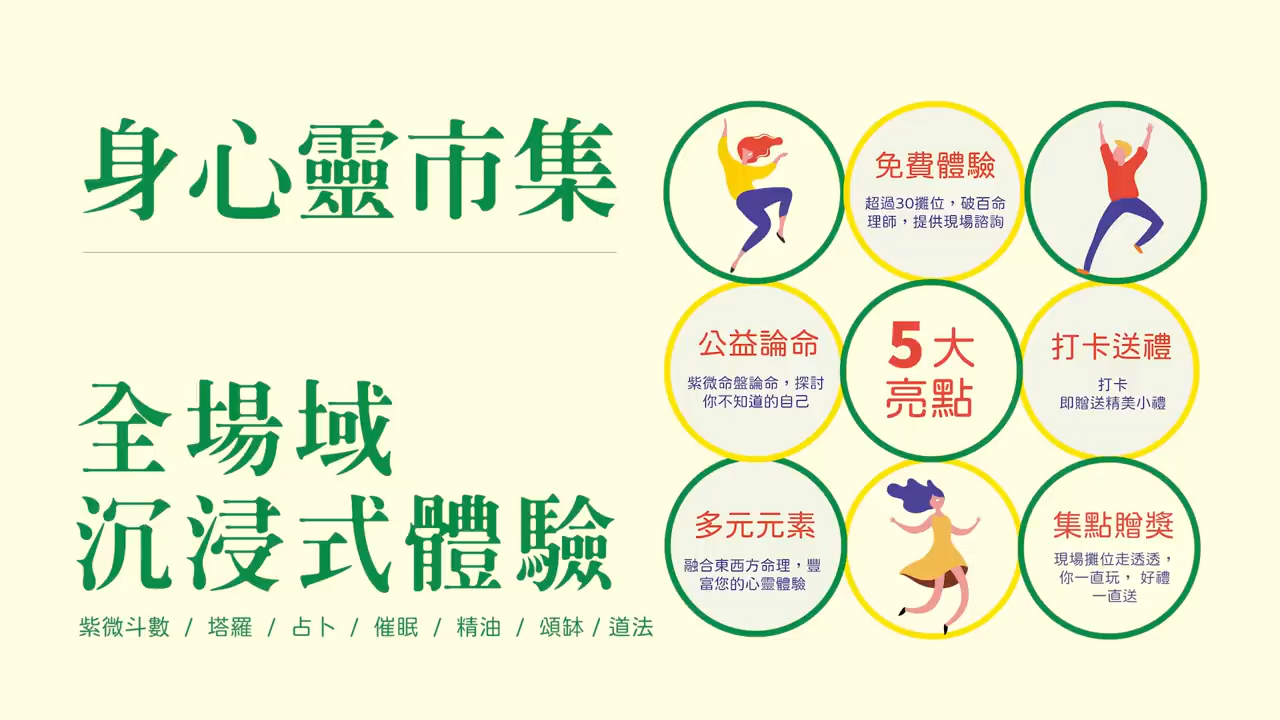 身心靈市集
全場域
沉浸式體驗
紫微斗數 / 塔羅 / 占卜 / 催眠 / 精油 / 頌缽 / 道法
免費體驗
超過30攤位，破百命
理師，提供現場諮詢
公益論命
紫微命盤論命，探討
你不知道的自己
5大
亮點
打卡送禮
打卡
即贈送精美小禮
多元元素
融合東西方命理，豐
富您的心靈體驗
集點贈獎
現場攤位走透透，
你一直玩， 好禮
一直送